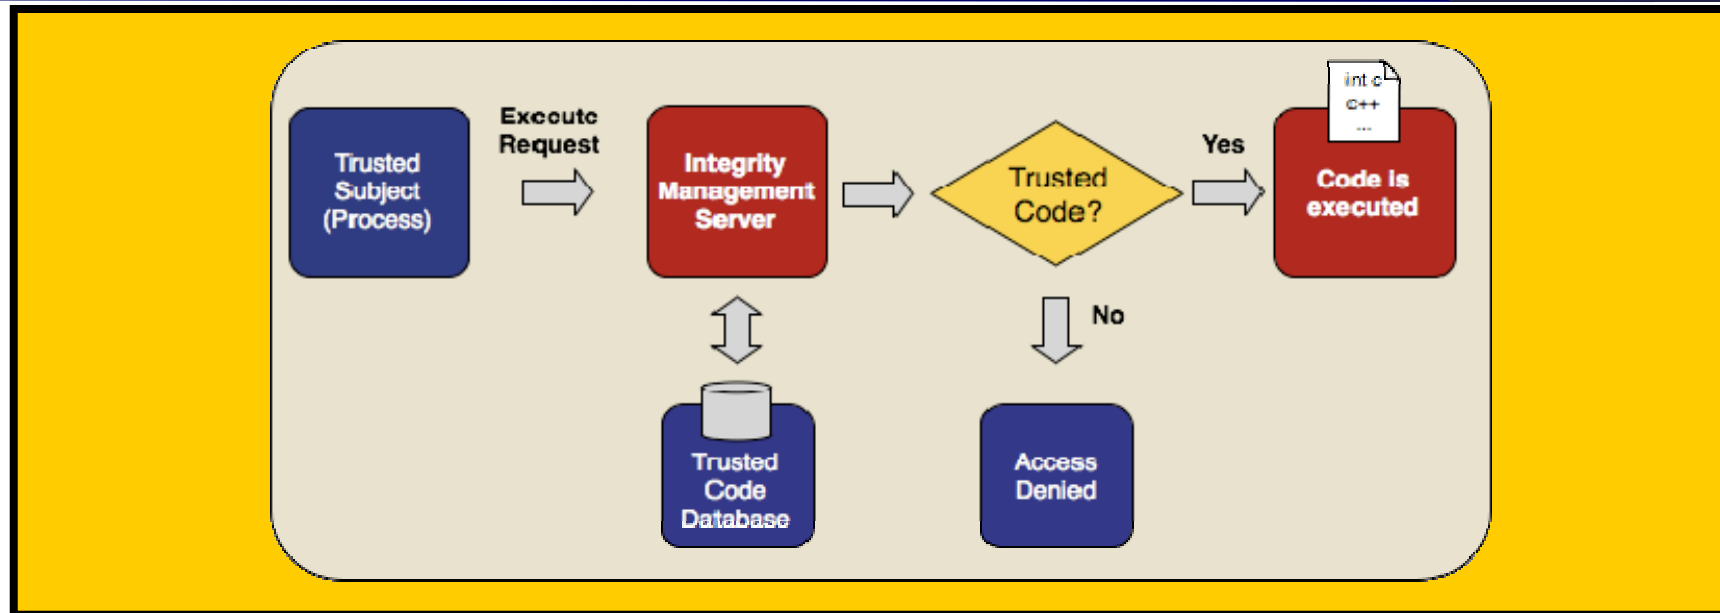 Trusted
Subject
(Process)
Execute
Request
Integrity
Management
Server
Trusted
Code?
Yes
int c
c++
...
Code is
executed
No
Trusted
Code
Database
Access
Denied